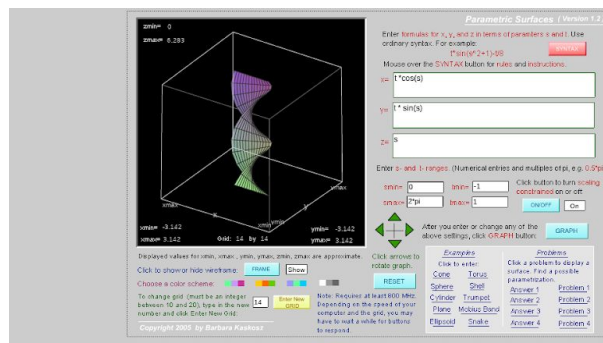 Parametric Surfaces ( Version 1.2
zmin= 0
zmax= 6.283
Enter formulas for x, y, and z in terms of paramters s and t. Use
ordinary syntax. For example:
t*sin(s^2+1)-t/8
SYNTAX
Mouse over the SYNTAX button for rules and instructions.
x= t*cos(s)
y= t * sin(s)
z= s
Enter s- and t- ranges. (Numerical entries and multiples of pi, e.g. 0.5*pi
smin= 0
tmin= -1
smax= 2*pi
tmax= 1
Click button to turn scaling
constrained on or off
ON/OFF
On
xmax
x
xmin
ymin
y
ymax
xmin= -3.142
xmax= 3.142
Grid: 14 by 14
ymin= -3.142
ymax= 3.142
After you enter or change any of the
above settings, click GRAPH button:
GRAPH
Displayed values for xmin, xmax , ymin, ymax, zmin, zmax are approximate.
Click to show or hide wireframe:
FRAME
Show
Choose a color scheme:
To change grid (must be an integer
between 10 and 20), type in the new
number and click Enter New Grid:
14
Enter New
GRID
Copyright 2005 by Barbara Kaskosz
Click arrows to
rotate graph.
RESET
Note: Requires at least 800 MHz.
Depending on the speed of your
computer and the grid, you may
have to wait a while for buttons
to respond.
Examples
Click to enter:
Cone Torus
Sphere Shell
Cylinder Trumpet
Plane Mobius Band
Ellipsoid Snake
Problems
Click a problem to display a
surface. Find a possible
parametrization.
Answer 1 Problem 1
Answer 2 Problem 2
Answer 3 Problem 3
Answer 4 Problem 4